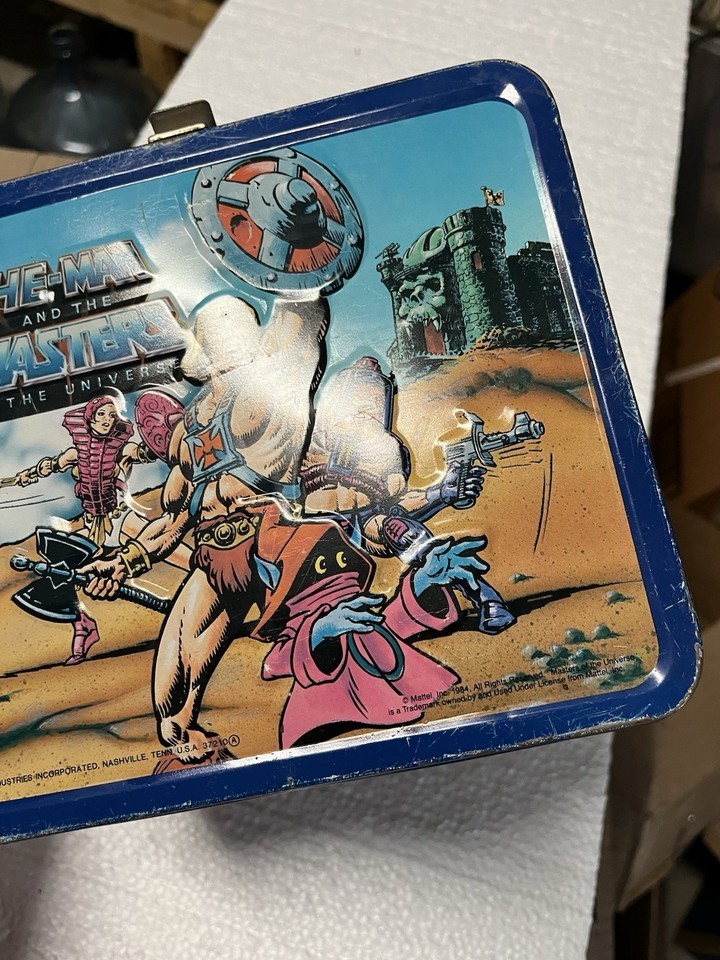 HE-MAN
AND THE
MASTERS
THE UNIVERSE
© Mattel, Inc. 1984, All Rights Reserved. Masters of the Universe
is a Trademark owned by and Used Under License from Mattel, Inc.
USTRIES INCORPORATED, NASHVILLE, TENN. U.S.A. 37210 A